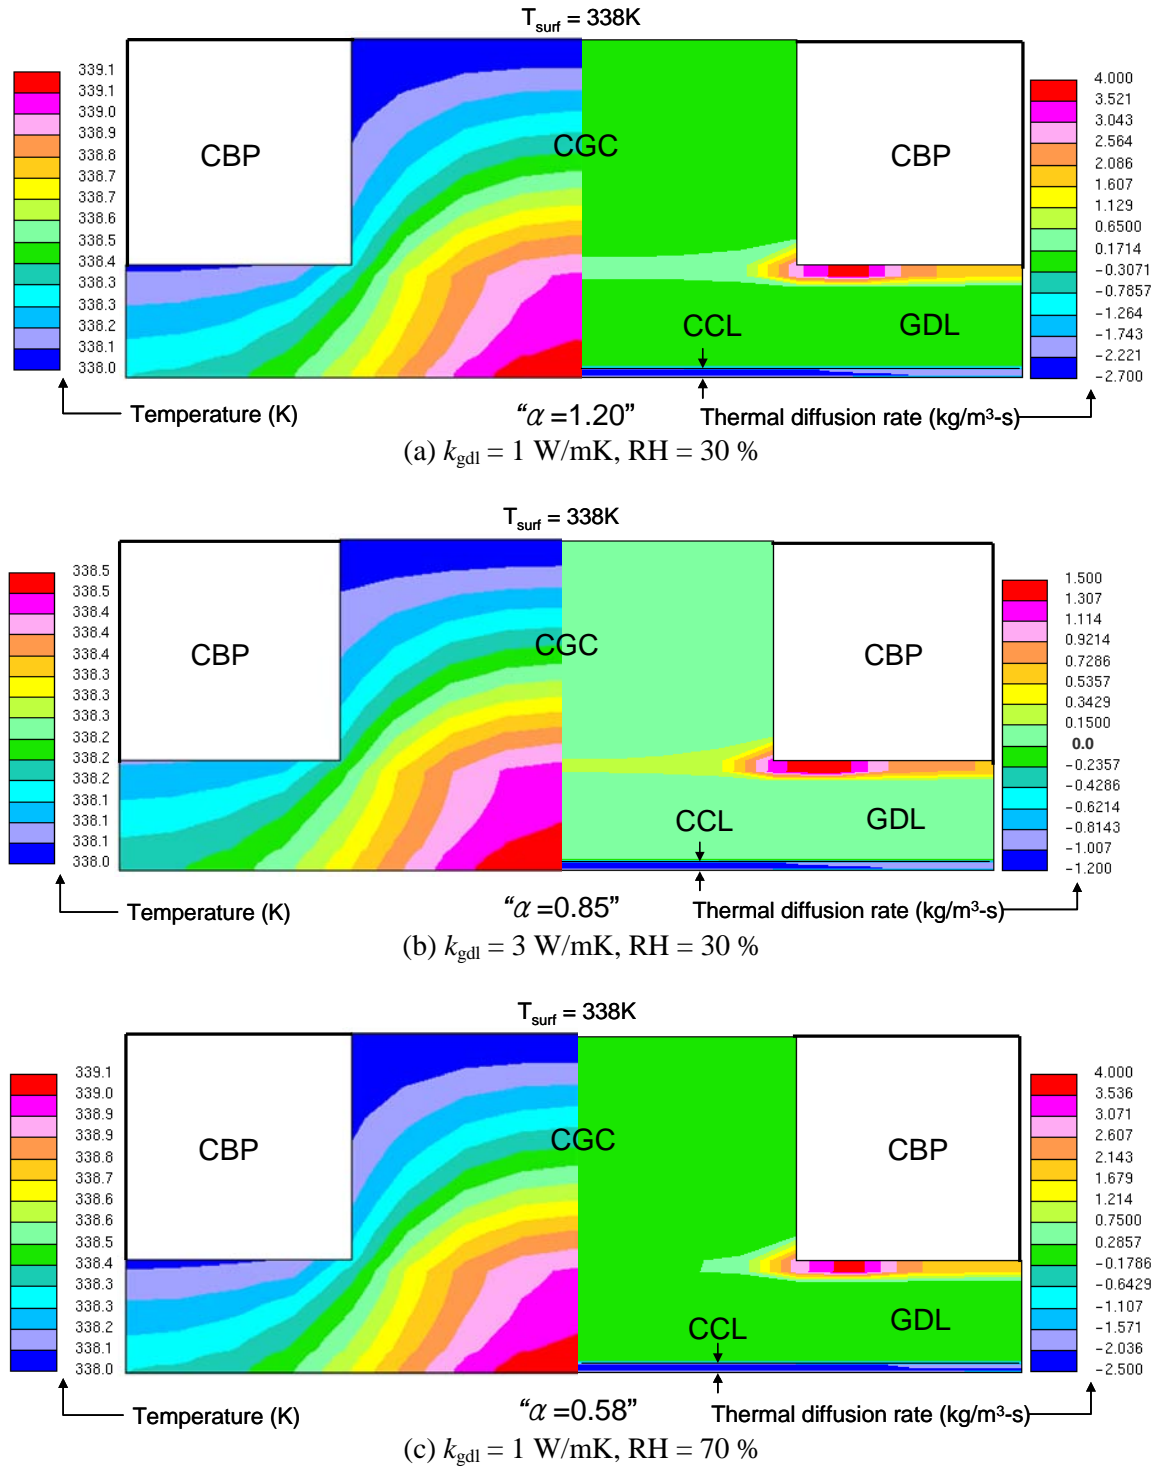 T_surf = 338K
339.1
339.1
339.0
338.9
338.8
338.7
338.6
338.5
338.4
338.3
338.2
338.1
338.0
CBP
CGC
CBP
CCL
GDL
4.000
3.521
3.043
2.564
2.086
1.607
1.129
0.6500
0.1714
-0.3071
-0.7857
-1.264
-1.743
-2.221
-2.700
Temperature (K)
"α =1.20"
Thermal diffusion rate (kg/m³-s)
(a) k_gdl = 1 W/mK, RH = 30 %
T_surf = 338K
338.5
338.5
338.4
338.4
338.4
338.3
338.3
338.3
338.2
338.2
338.2
338.1
338.1
338.1
338.0
CBP
CGC
CBP
CCL
GDL
1.500
1.307
1.114
0.9214
0.7286
0.5357
0.3429
0.1500
0.0
-0.2357
-0.4286
-0.6214
-0.8143
-1.007
-1.200
Temperature (K)
"α =0.85"
Thermal diffusion rate (kg/m³-s)
(b) k_gdl = 3 W/mK, RH = 30 %
T_surf = 338K
339.1
339.0
338.9
338.9
338.8
338.7
338.6
338.6
338.5
338.4
338.3
338.3
338.2
338.1
338.0
CBP
CGC
CBP
CCL
GDL
4.000
3.536
3.071
2.607
2.143
1.679
1.214
0.7500
0.2857
-0.1786
-0.6429
-1.107
-1.571
-2.036
-2.500
Temperature (K)
"α =0.58"
Thermal diffusion rate (kg/m³-s)
(c) k_gdl = 1 W/mK, RH = 70 %